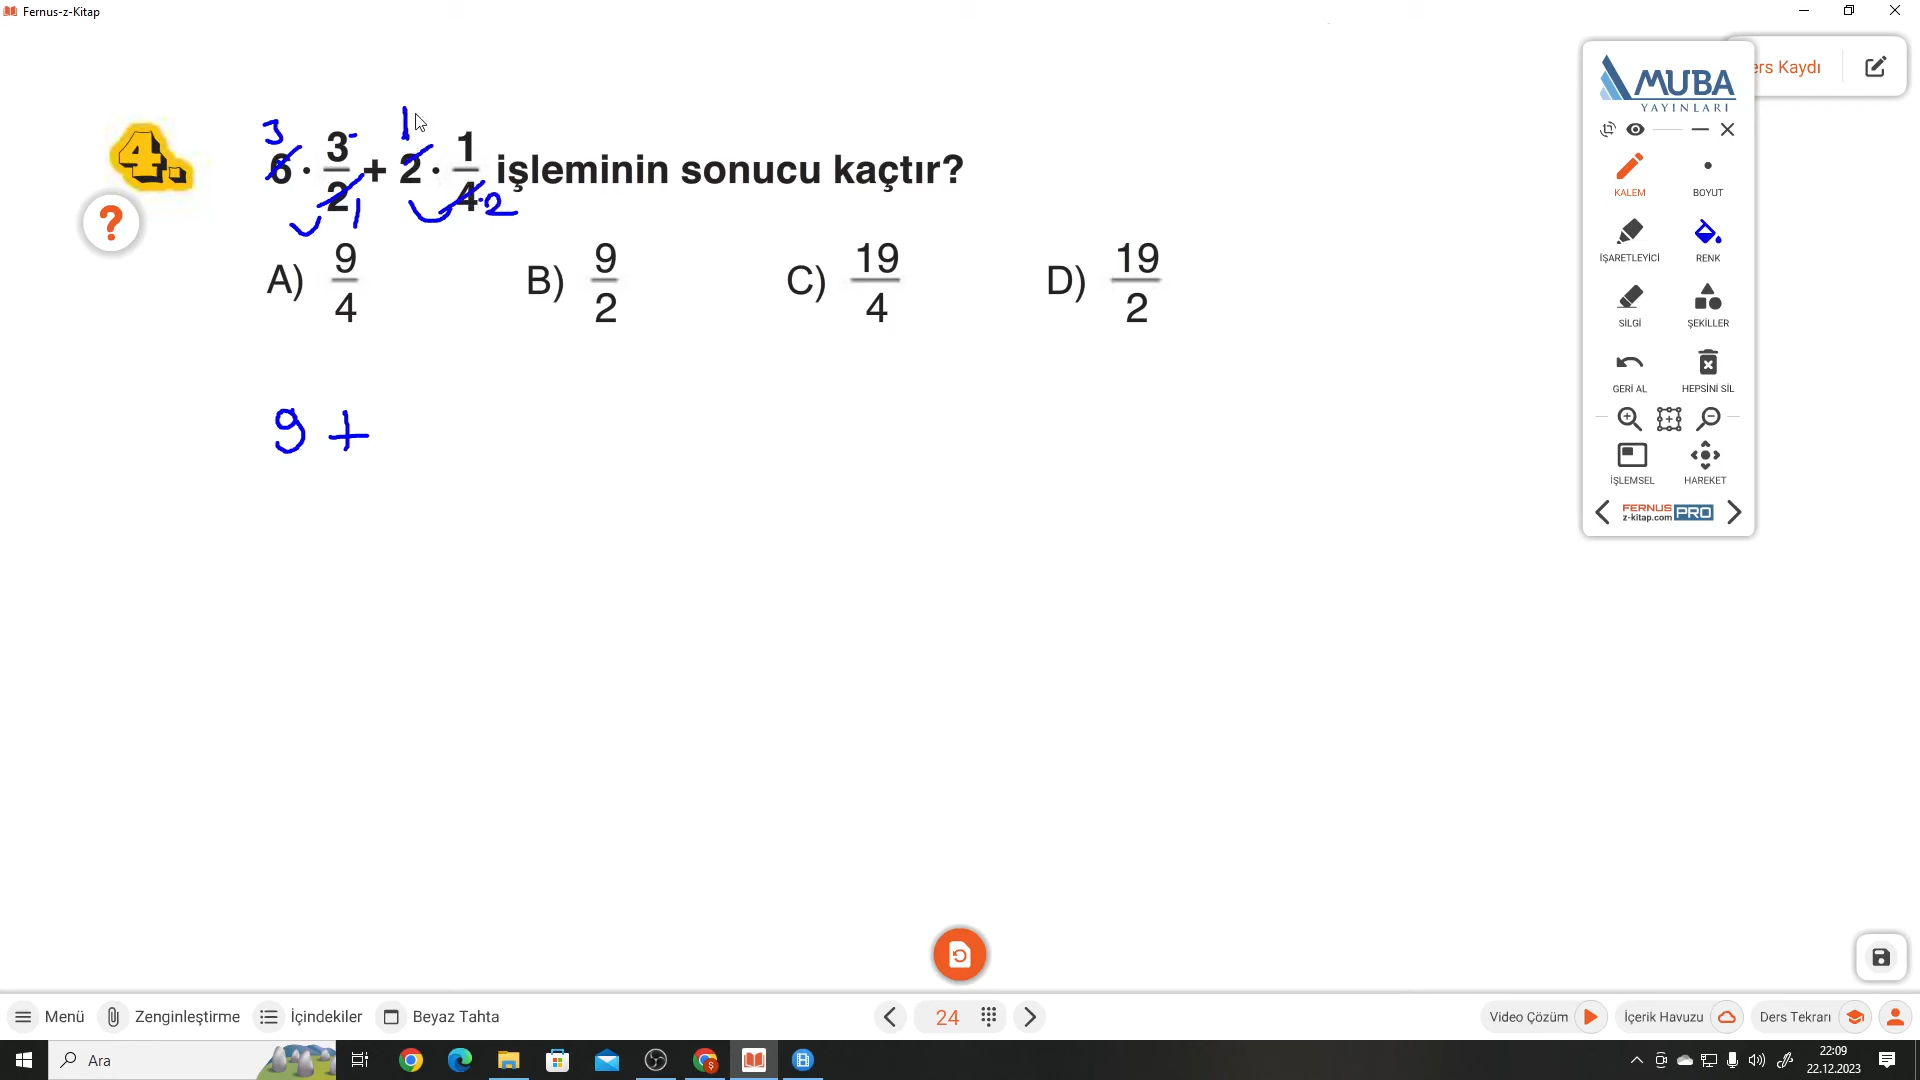 Fernus-z-Kitap
MUBA
YAYINLARI
ers Kaydı
3 1
4. 6 · 3/2 + 2 · 1/4 işleminin sonucu kaçtır?
1 2
?
A) 9/4 B) 9/2 C) 19/4 D) 19/2
9 +
KALEM BOYUT
İŞARETLEYİCİ RENK
SİLGİ ŞEKİLLER
GERİ AL HEPSİNİ SİL
İŞLEMSEL HAREKET
FERNUS
z-kitap.com PRO
Menü Zenginleştirme İçindekiler Beyaz Tahta 24 Video Çözüm İçerik Havuzu Ders Tekrarı
Ara 22:09
22.12.2023